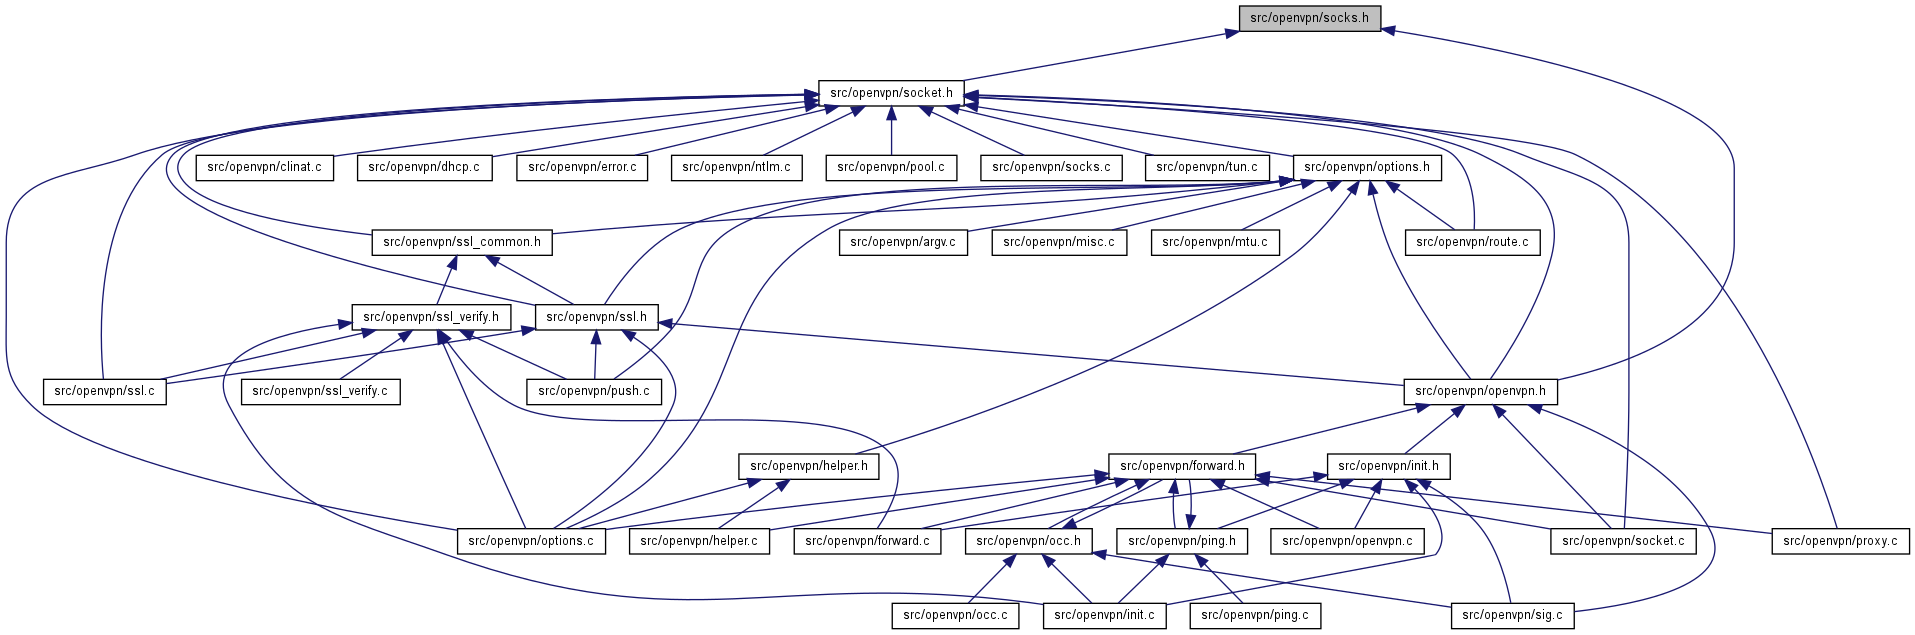 src/openvpn/socks.h
src/openvpn/socket.h
src/openvpn/clinat.c
src/openvpn/dhcp.c
src/openvpn/error.c
src/openvpn/ntlm.c
src/openvpn/pool.c
src/openvpn/socks.c
src/openvpn/tun.c
src/openvpn/options.h
src/openvpn/ssl_common.h
src/openvpn/argv.c
src/openvpn/misc.c
src/openvpn/mtu.c
src/openvpn/route.c
src/openvpn/ssl_verify.h
src/openvpn/ssl.h
src/openvpn/ssl.c
src/openvpn/ssl_verify.c
src/openvpn/push.c
src/openvpn/openvpn.h
src/openvpn/helper.h
src/openvpn/forward.h
src/openvpn/init.h
src/openvpn/options.c
src/openvpn/helper.c
src/openvpn/forward.c
src/openvpn/occ.h
src/openvpn/ping.h
src/openvpn/openvpn.c
src/openvpn/socket.c
src/openvpn/proxy.c
src/openvpn/occ.c
src/openvpn/init.c
src/openvpn/ping.c
src/openvpn/sig.c